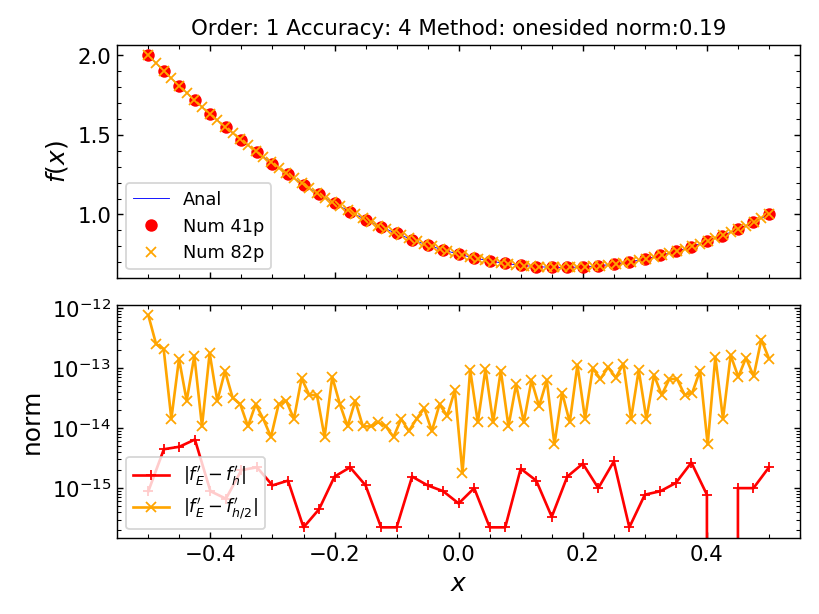 Order: 1 Accuracy: 4 Method: onesided norm:0.19
2.0
1.5
1.0
f(x)
Anal
Num 41p
Num 82p
10⁻¹²
10⁻¹³
10⁻¹⁴
10⁻¹⁵
norm
|f′_E − f′_h|
|f′_E − f′_{h/2}|
−0.4 −0.2 0.0 0.2 0.4
x